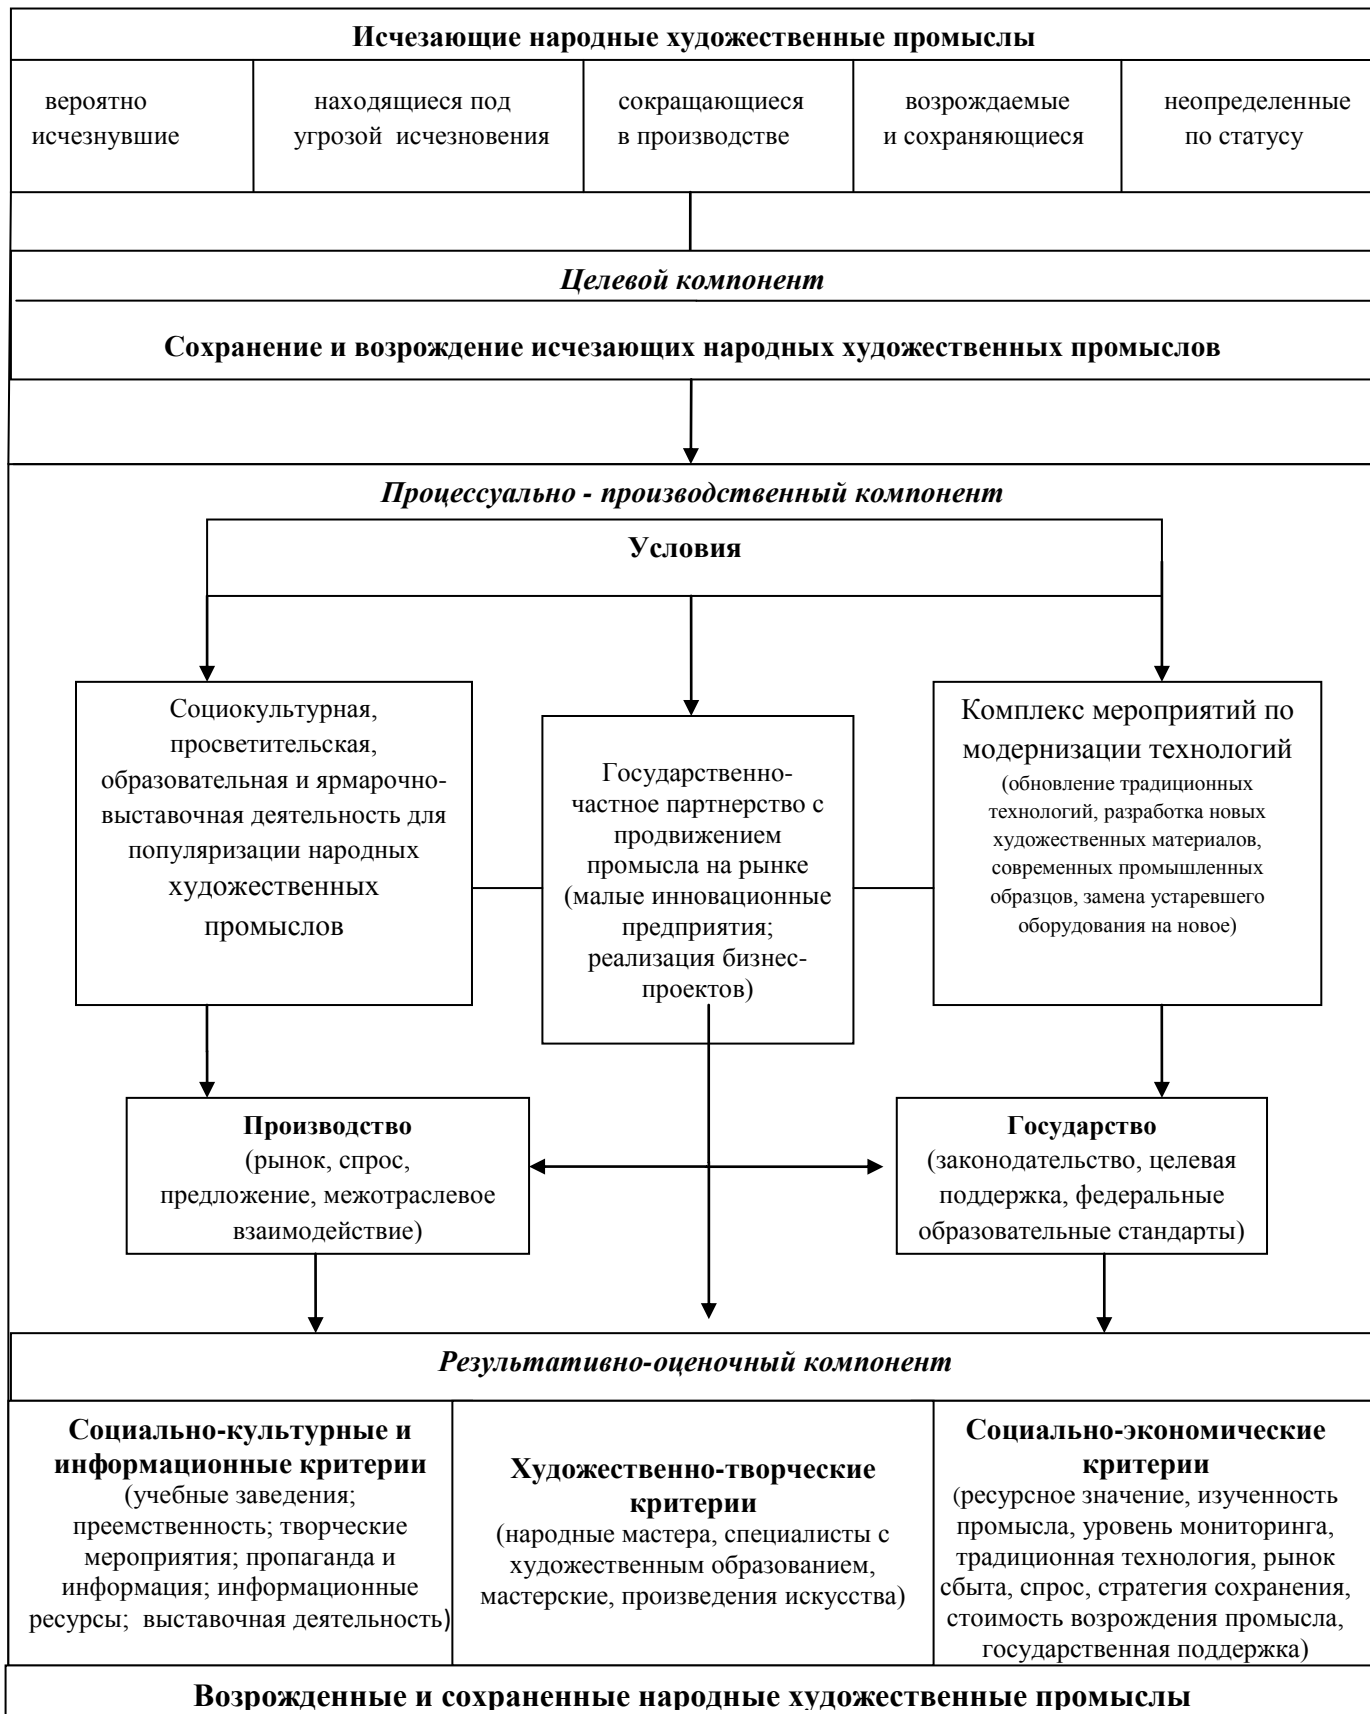 Исчезающие народные художественные промыслы
вероятно
исчезнувшие
находящиеся под
угрозой исчезновения
сокращающиеся
в производстве
возрождаемые
и сохраняющиеся
неопределенные
по статусу
Целевой компонент
Сохранение и возрождение исчезающих народных художественных промыслов
Процессуально - производственный компонент
Условия
Социокультурная,
просветительская,
образовательная и ярмарочно-
выставочная деятельность для
популяризации народных
художественных
промыслов
Государственно-
частное партнерство с
продвижением
промысла на рынке
(малые инновационные
предприятия;
реализация бизнес-
проектов)
Комплекс мероприятий по
модернизации технологий
(обновление традиционных
технологий, разработка новых
художественных материалов,
современных промышленных
образцов, замена устаревшего
оборудования на новое)
Производство
(рынок, спрос,
предложение, межотраслевое
взаимодействие)
Государство
(законодательство, целевая
поддержка, федеральные
образовательные стандарты)
Результативно-оценочный компонент
Социально-культурные и
информационные критерии
(учебные заведения;
преемственность; творческие
мероприятия; пропаганда и
информация; информационные
ресурсы; выставочная деятельность)
Художественно-творческие
критерии
(народные мастера, специалисты с
художественным образованием,
мастерские, произведения искусства)
Социально-экономические
критерии
(ресурсное значение, изученность
промысла, уровень мониторинга,
традиционная технология, рынок
сбыта, спрос, стратегия сохранения,
стоимость возрождения промысла,
государственная поддержка)
Возрожденные и сохраненные народные художественные промыслы